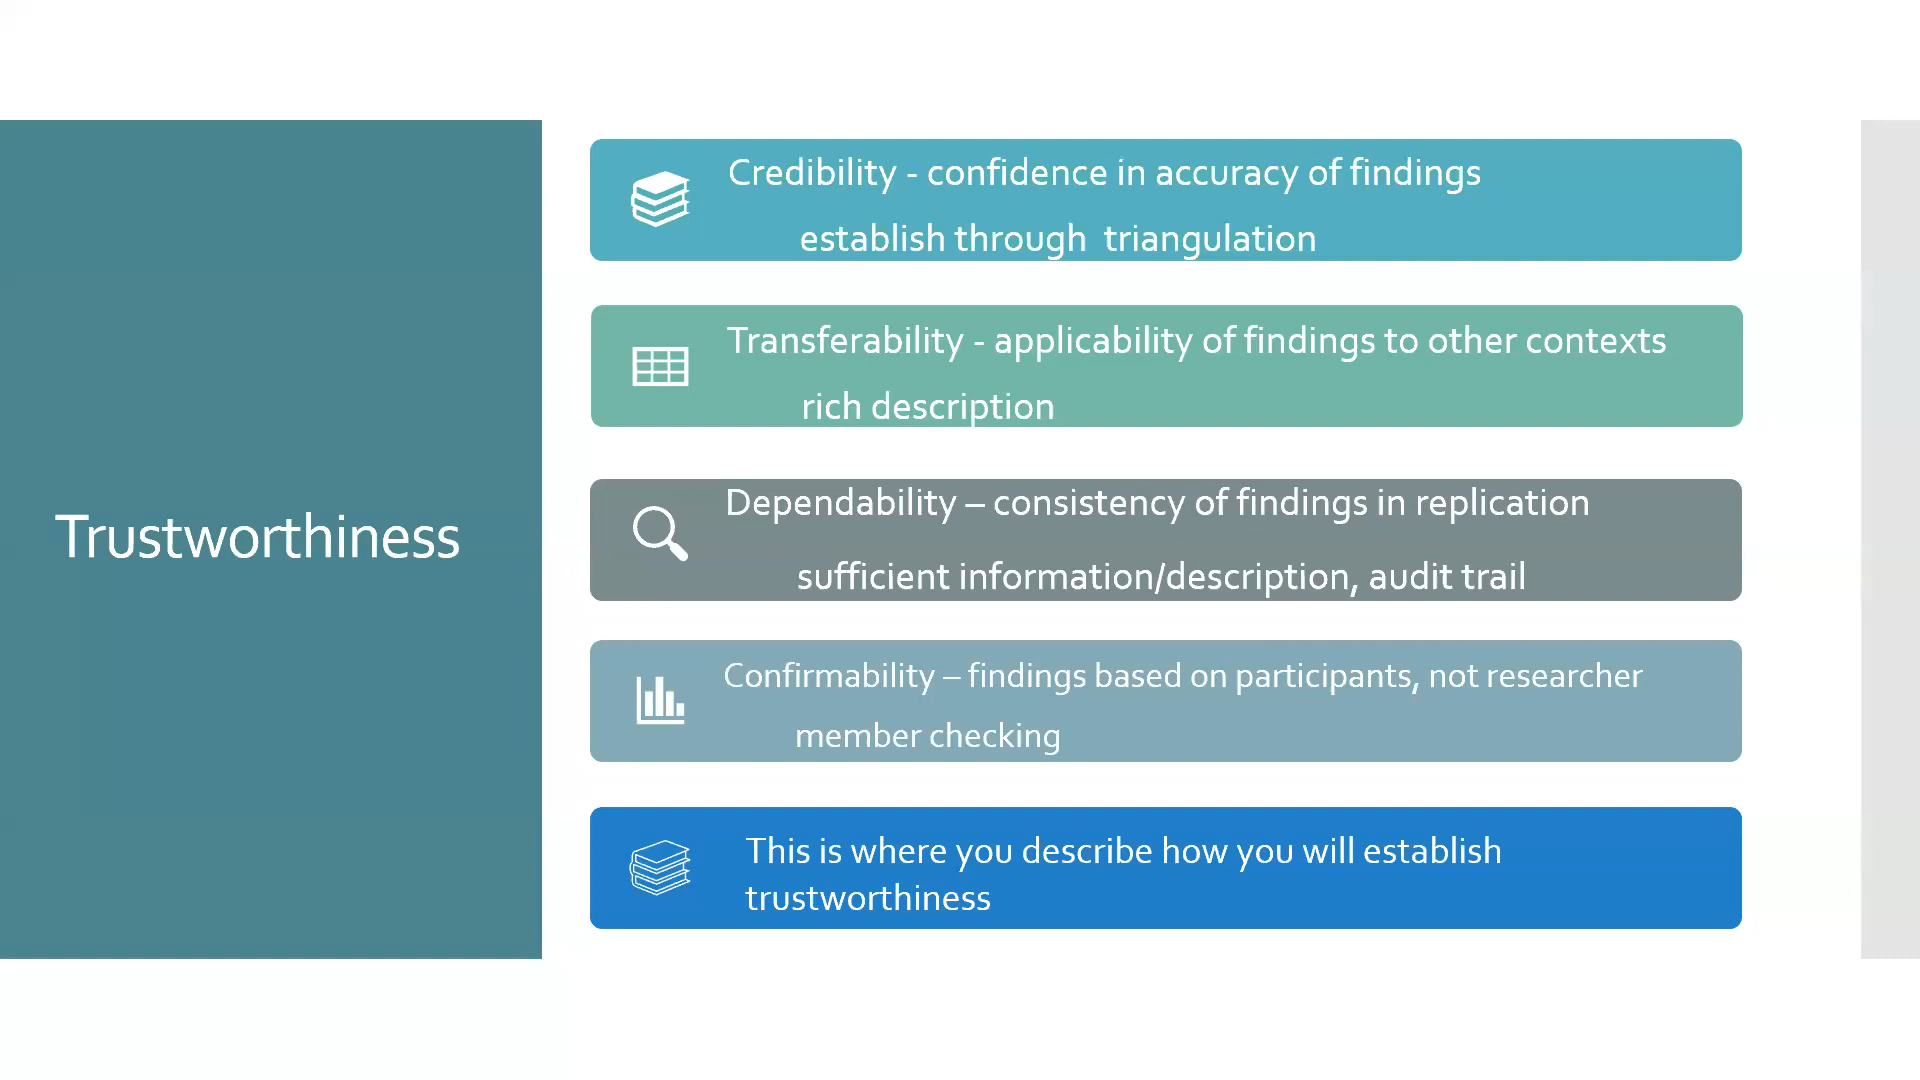 Trustworthiness
Credibility - confidence in accuracy of findings
establish through  triangulation
Transferability - applicability of findings to other contexts
rich description
Dependability – consistency of findings in replication
sufficient information/description, audit trail
Confirmability – findings based on participants, not researcher
member checking
This is where you describe how you will establish
trustworthiness